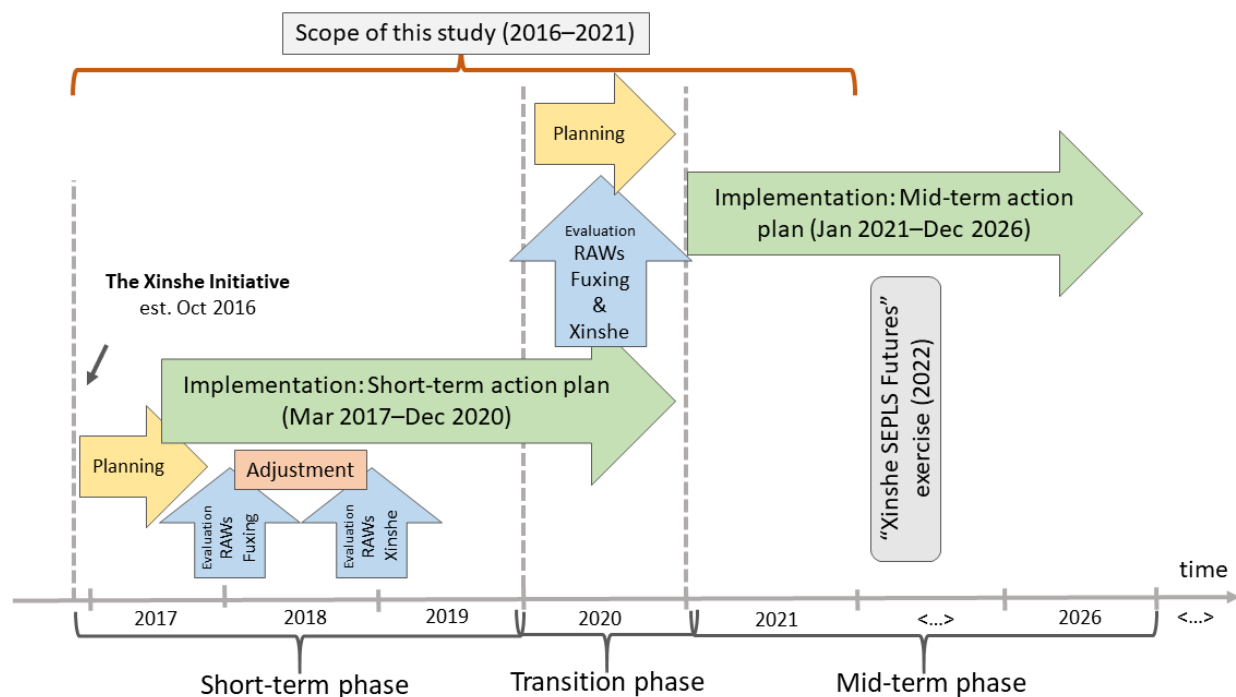 Scope of this study (2016–2021)
Planning
Implementation: Mid-term action
plan (Jan 2021–Dec 2026)
Evaluation
RAWs
Fuxing
&
Xinshe
The Xinshe Initiative
est. Oct 2016
"Xinshe SEPLS Futures"
exercise (2022)
Implementation: Short-term action plan
(Mar 2017–Dec 2020)
Planning
Adjustment
Evaluation
RAWs
Fuxing
Evaluation
RAWs
Xinshe
time
2017
2018
2019
2020
2021
<...>
2026
<...>
Short-term phase
Transition phase
Mid-term phase